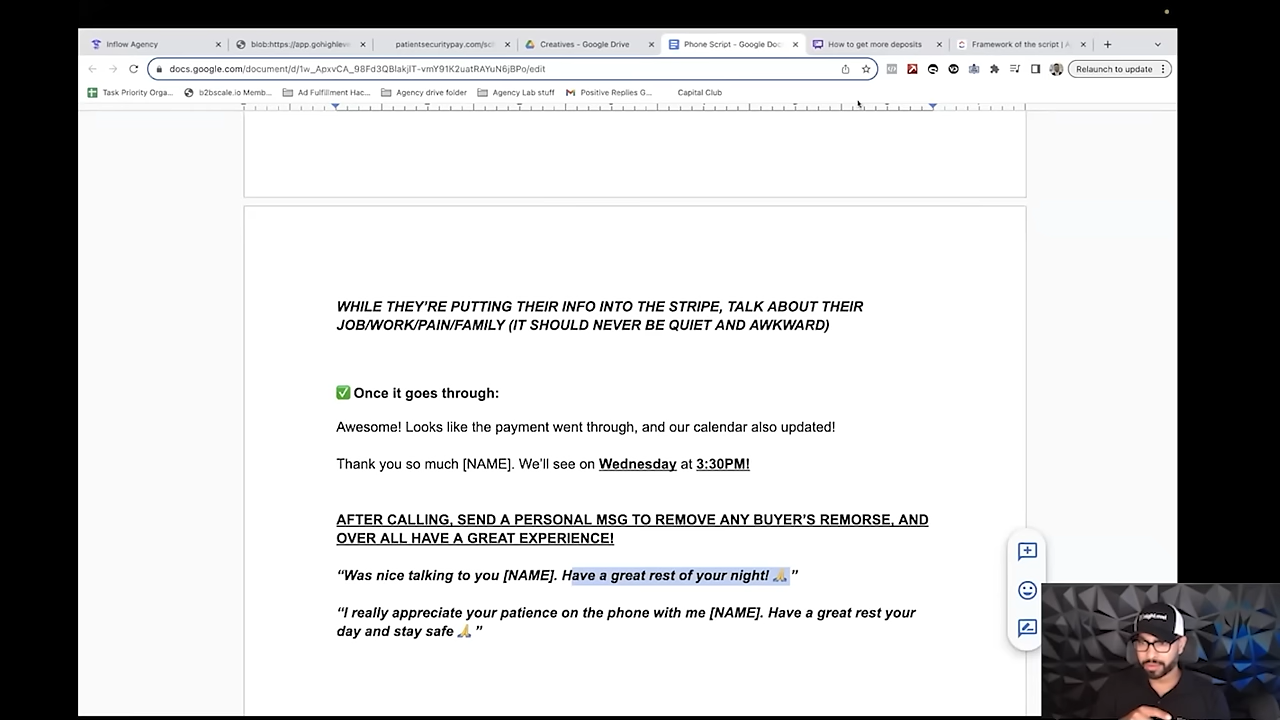 Inflow Agency
blob:https://app.gohighleve
patientsecuritypay.com/sch
Creatives - Google Drive
Phone Script - Google Doc
How to get more deposits
Framework of the script | A
docs.google.com/document/d/1w_ApxvCA_98Fd3QBlakjIT-vmY91K2uatRAYuN6jBPo/edit
Relaunch to update
Task Priority Orga...
b2bscale.io Memb...
Ad Fulfillment Hac...
Agency drive folder
Agency Lab stuff
Positive Replies G...
Capital Club
WHILE THEY'RE PUTTING THEIR INFO INTO THE STRIPE, TALK ABOUT THEIR
JOB/WORK/PAIN/FAMILY (IT SHOULD NEVER BE QUIET AND AWKWARD)
✅ Once it goes through:
Awesome! Looks like the payment went through, and our calendar also updated!
Thank you so much [NAME]. We'll see on Wednesday at 3:30PM!
AFTER CALLING, SEND A PERSONAL MSG TO REMOVE ANY BUYER'S REMORSE, AND
OVER ALL HAVE A GREAT EXPERIENCE!
“Was nice talking to you [NAME]. Have a great rest of your night! 🙏 ”
“I really appreciate your patience on the phone with me [NAME]. Have a great rest your
day and stay safe 🙏 ”